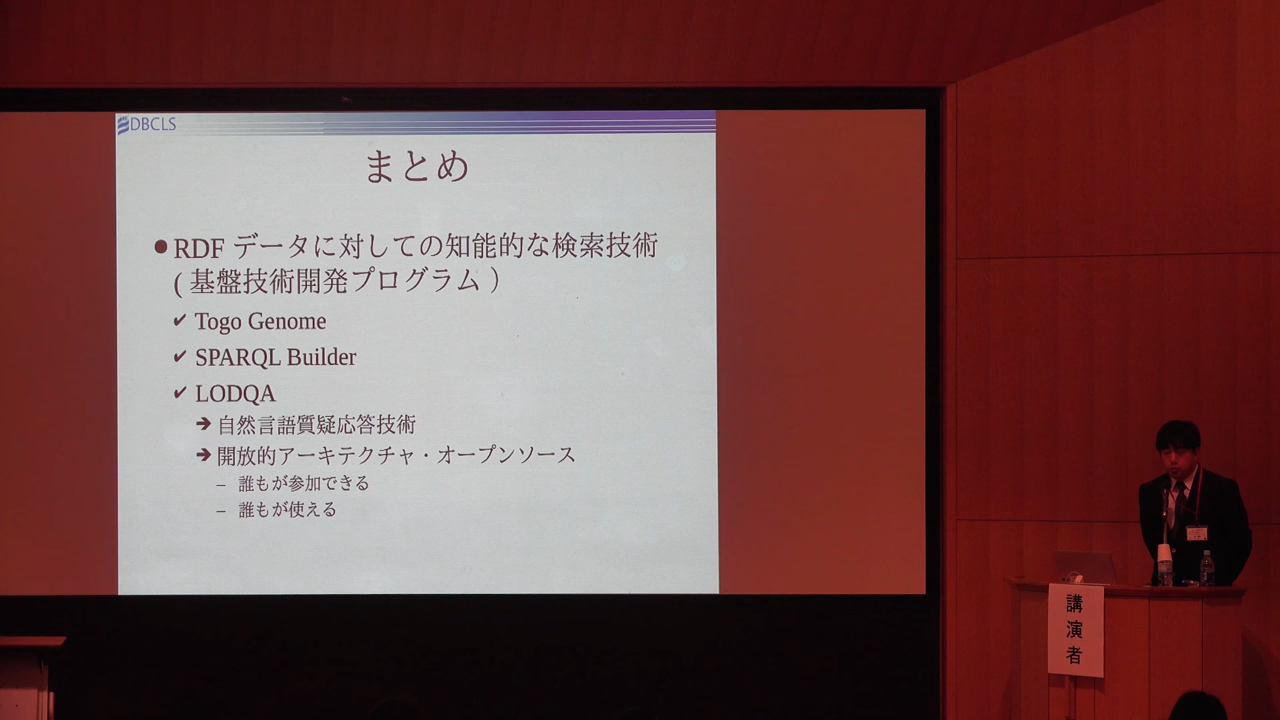 DBCLS
まとめ
●RDF データに対しての知能的な検索技術
( 基盤技術開発プログラム ）
✔ Togo Genome
✔ SPARQL Builder
✔ LODQA
➔ 自然言語質疑応答技術
➔ 開放的アーキテクチャ・オープンソース
– 誰もが参加できる
– 誰もが使える
講演者